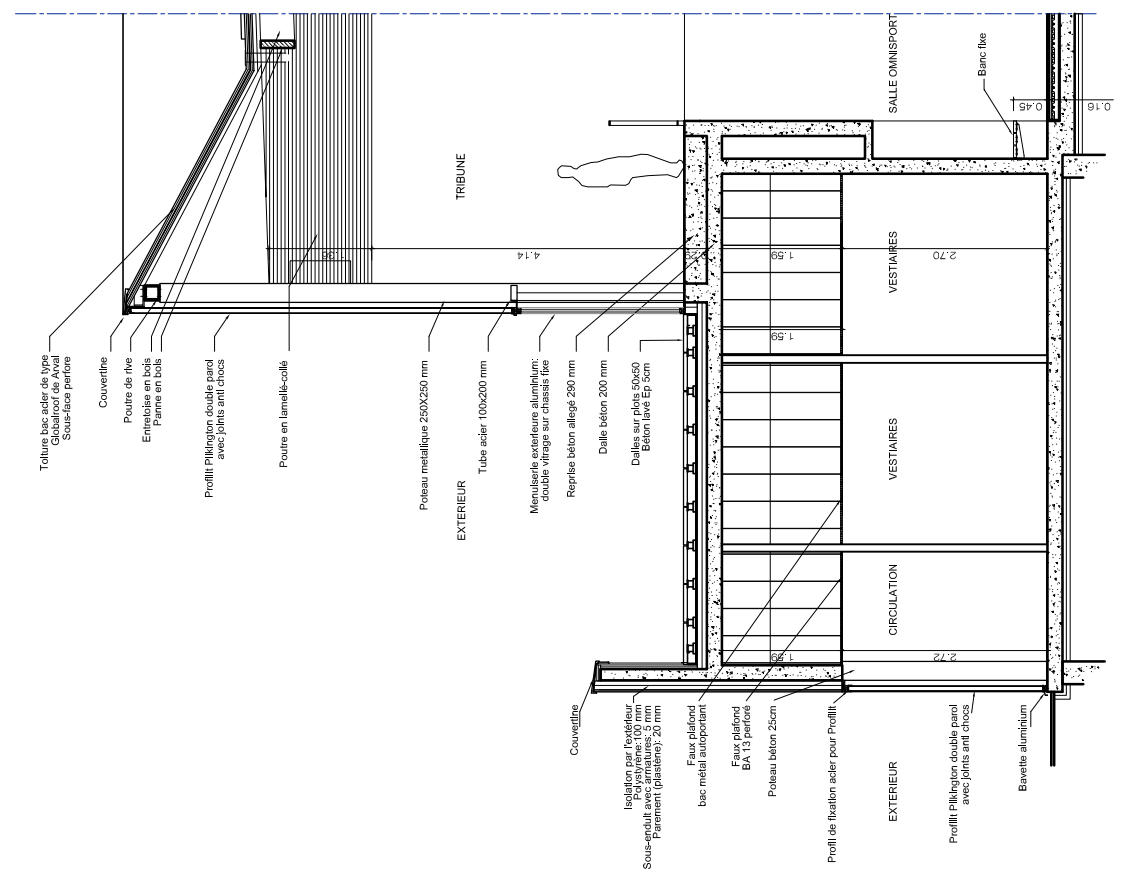 Toiture bac acier de type
Globalroof de Arval
Sous-face perfore
Couvertine
Poutre de rive
Entretoise en bois
Panne en bois
Profilit Pilkington double paroi
avec joints anti chocs
Poutre en lamellé-collé
Poteau metallique 250X250 mm
EXTERIEUR
Tube acier 100x200 mm
Menuiserie exterieure aluminium:
double vitrage sur chassis fixe
Reprise béton allegé 290 mm
Dalle béton 200 mm
Dalles sur plots 50x50
Béton lavé Ep 5cm
TRIBUNE
SALLE OMNISPORT
Banc fixe
0.45
0.16
1.36
4.14
.29
1.59
2.70
1.59
VESTIAIRES
VESTIAIRES
CIRCULATION
1.59
2.72
Couvertine
Isolation par l'extérieur
Polystyrène:100 mm
Sous-enduit avec armatures: 5 mm
Parement (plastène): 20 mm
Faux plafond
bac métal autoportant
Faux plafond
BA 13 perforé
Poteau béton 25cm
Profil de fixation acier pour Profilit
EXTERIEUR
Profilit Pilkington double paroi
avec joints anti chocs
Bavette aluminium